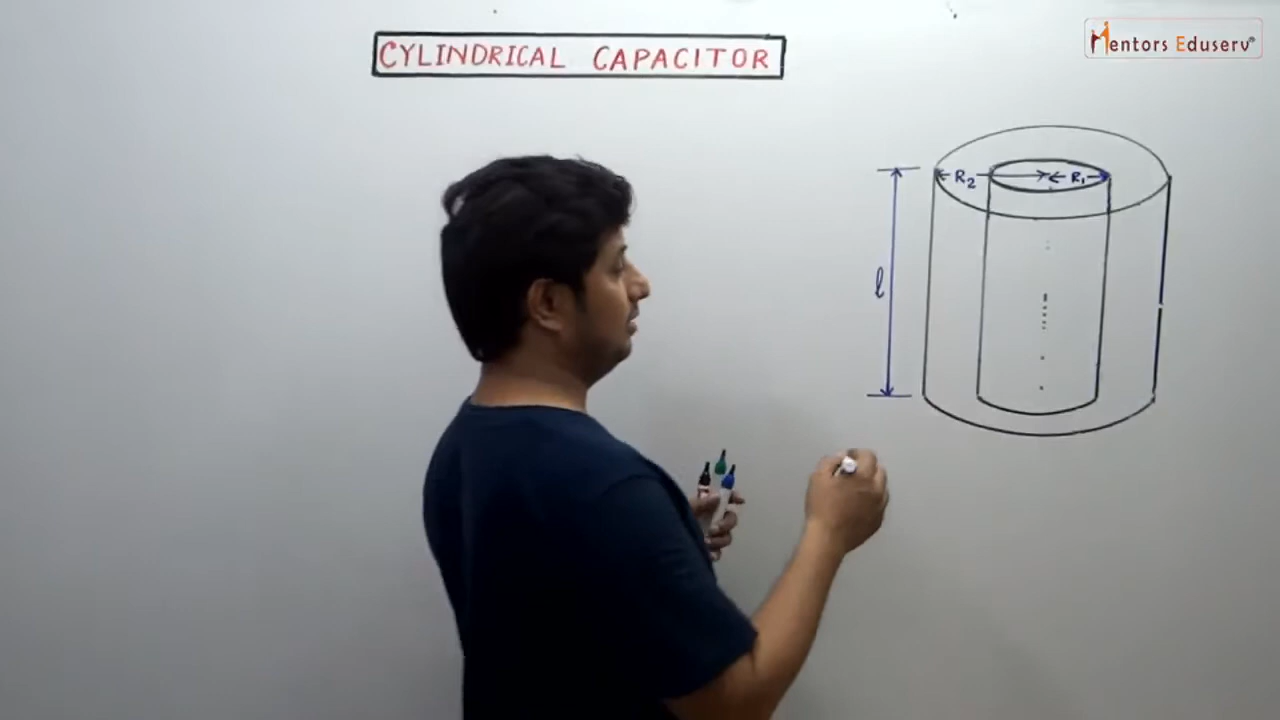 CYLINDRICAL CAPACITOR
Mentors Eduserv®
R₂ R₁
l